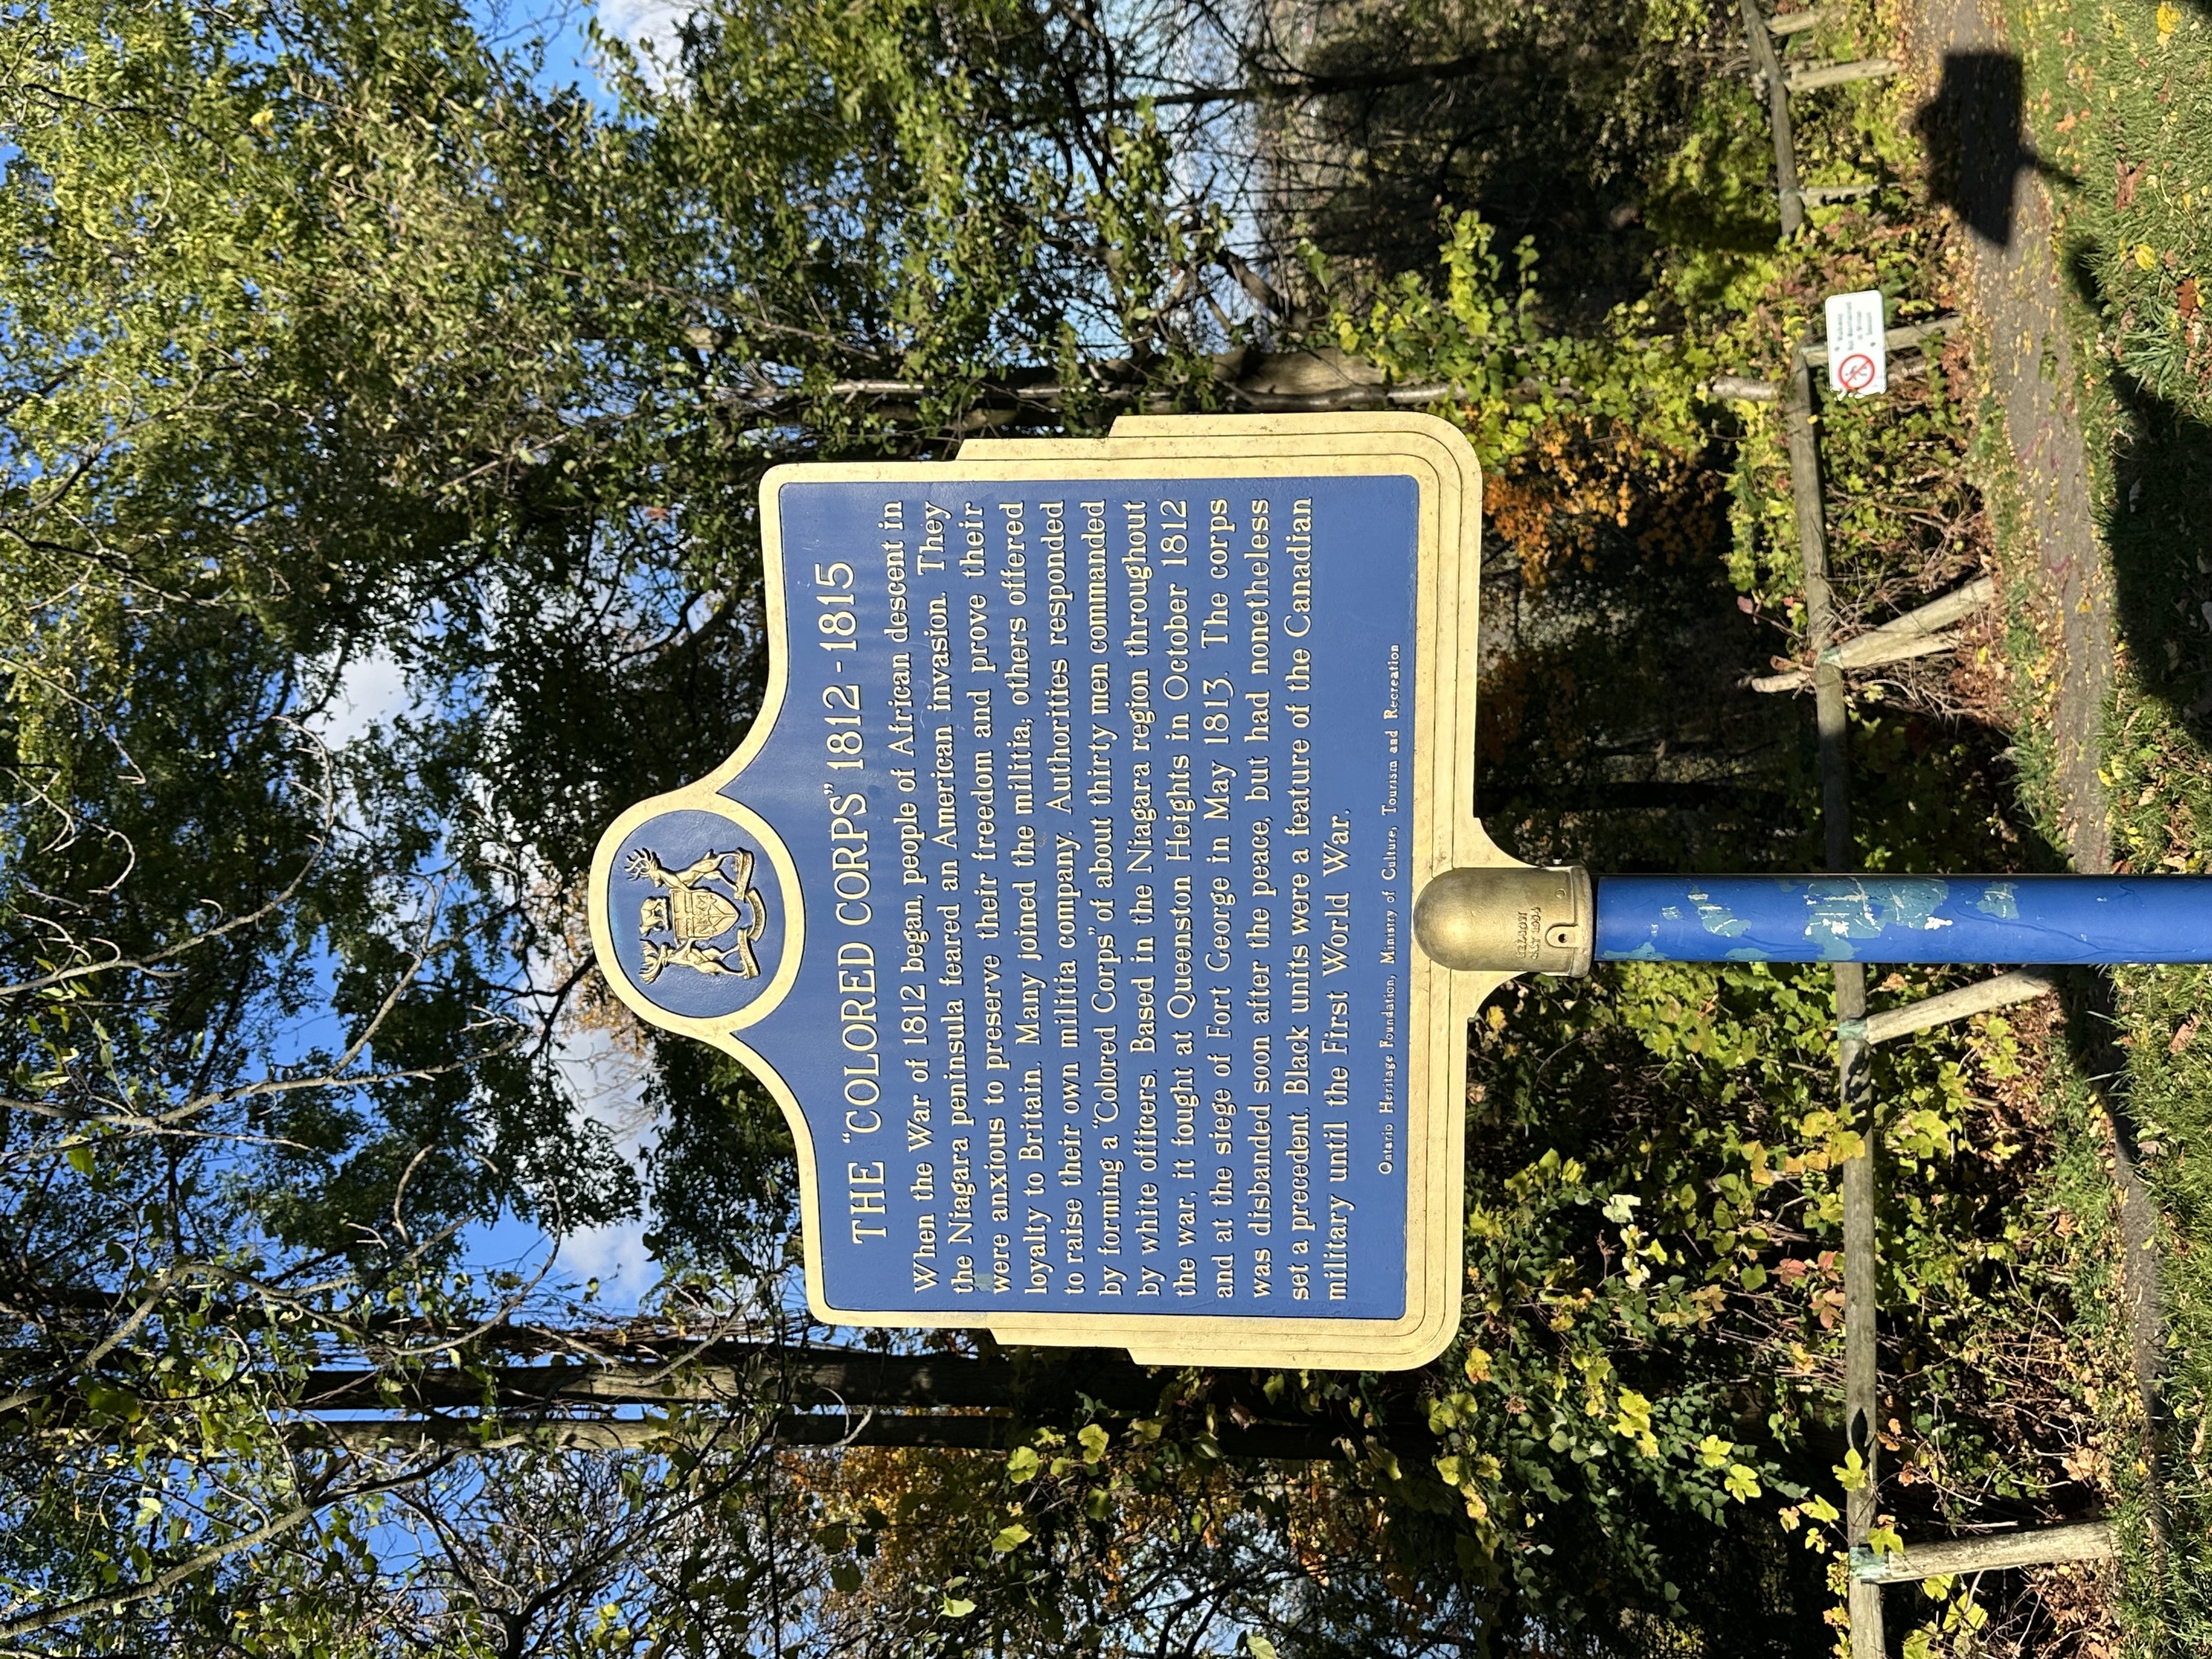 THE "COLORED CORPS" 1812-1815
When the War of 1812 began, people of African descent in
the Niagara peninsula feared an American invasion. They
were anxious to preserve their freedom and prove their
loyalty to Britain. Many joined the militia; others offered
to raise their own militia company. Authorities responded
by forming a "Colored Corps" of about thirty men commanded
by white officers. Based in the Niagara region throughout
the war, it fought at Queenston Heights in October 1812
and at the siege of Fort George in May 1813. The corps
was disbanded soon after the peace, but had nonetheless
set a precedent. Black units were a feature of the Canadian
military until the First World War.
Ontario Heritage Foundation, Ministry of Culture, Tourism and Recreation